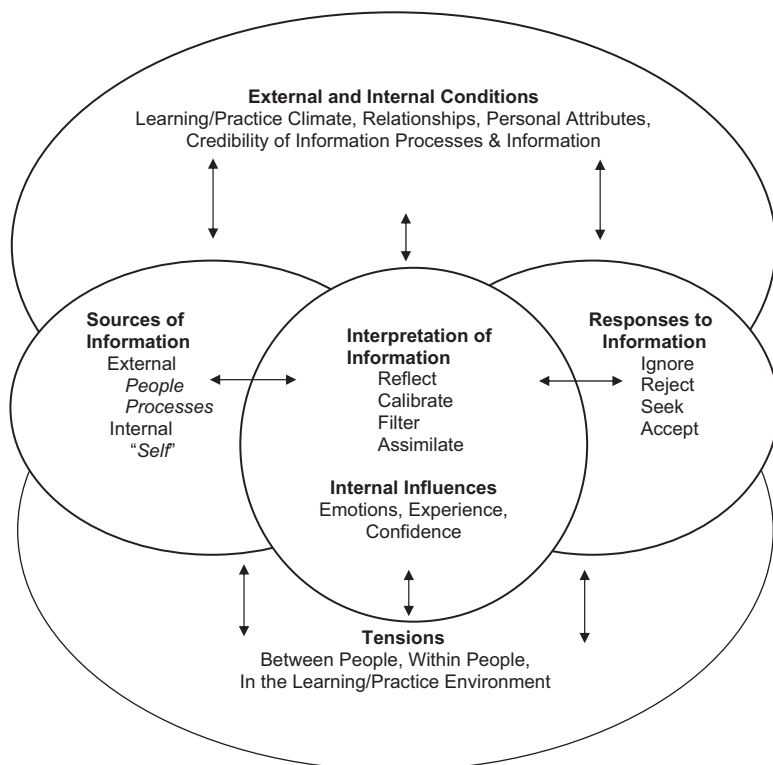 External and Internal Conditions
Learning/Practice Climate, Relationships, Personal Attributes,
Credibility of Information Processes & Information
Sources of
Information
External
People
Processes
Internal
“Self”
Interpretation of
Information
Reflect
Calibrate
Filter
Assimilate
Internal Influences
Emotions, Experience,
Confidence
Responses to
Information
Ignore
Reject
Seek
Accept
Tensions
Between People, Within People,
In the Learning/Practice Environment